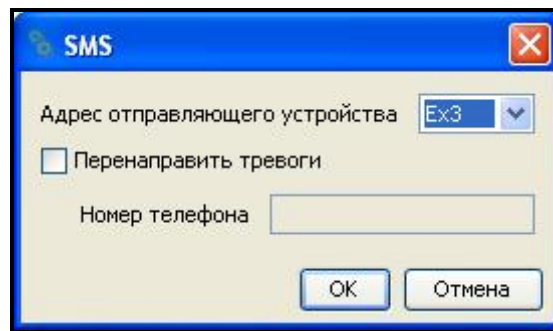 SMS
Адрес отправляющего устройства Ex3
Перенаправить тревоги
Номер телефона
OK Отмена